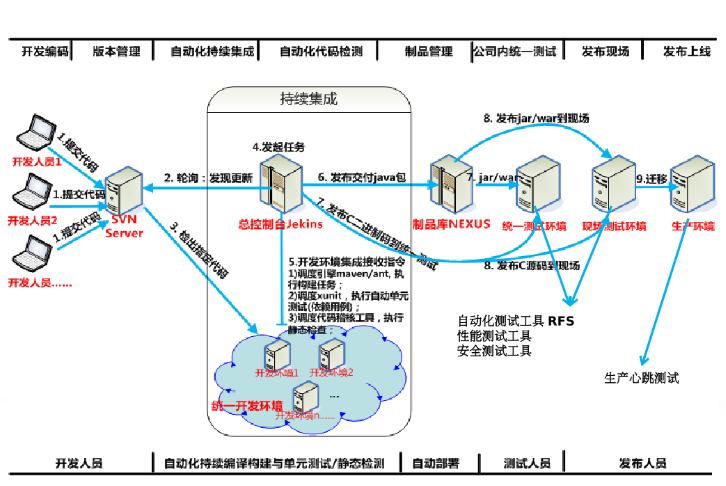 开发编码 版本管理 自动化持续集成 自动化代码检测 制品管理 公司内统一测试 发布现场 发布上线
持续集成
8. 发布jar/war到现场
1.提交代码
4.发起任务
开发人员1
2. 轮询：发现更新
6. 发布交付java包
7. jar/war
9.迁移
1.提交代码
开发人员2
SVN
Server
总控制台Jekins
制品库NEXUS
统一测试环境
现场测试环境
生产环境
1.提交代码
3. 检出指定代码
7. 发布C二进制码到统一测试
开发人员......
5.开发环境集成接收指令
1)调度引擎maven/ant, 执
行构建任务；
2)调度xunit，执行自动单元
测试(依赖用例)；
3)调度代码稽核工具，执行
静态检查；
8. 发布C源码到现场
自动化测试工具 RFS
性能测试工具
安全测试工具
开发环境1
开发环境2
生产心跳测试
...
统一开发环境
开发环境n......
开发人员 自动化持续编译构建与单元测试/静态检测 自动部署 测试人员 发布人员